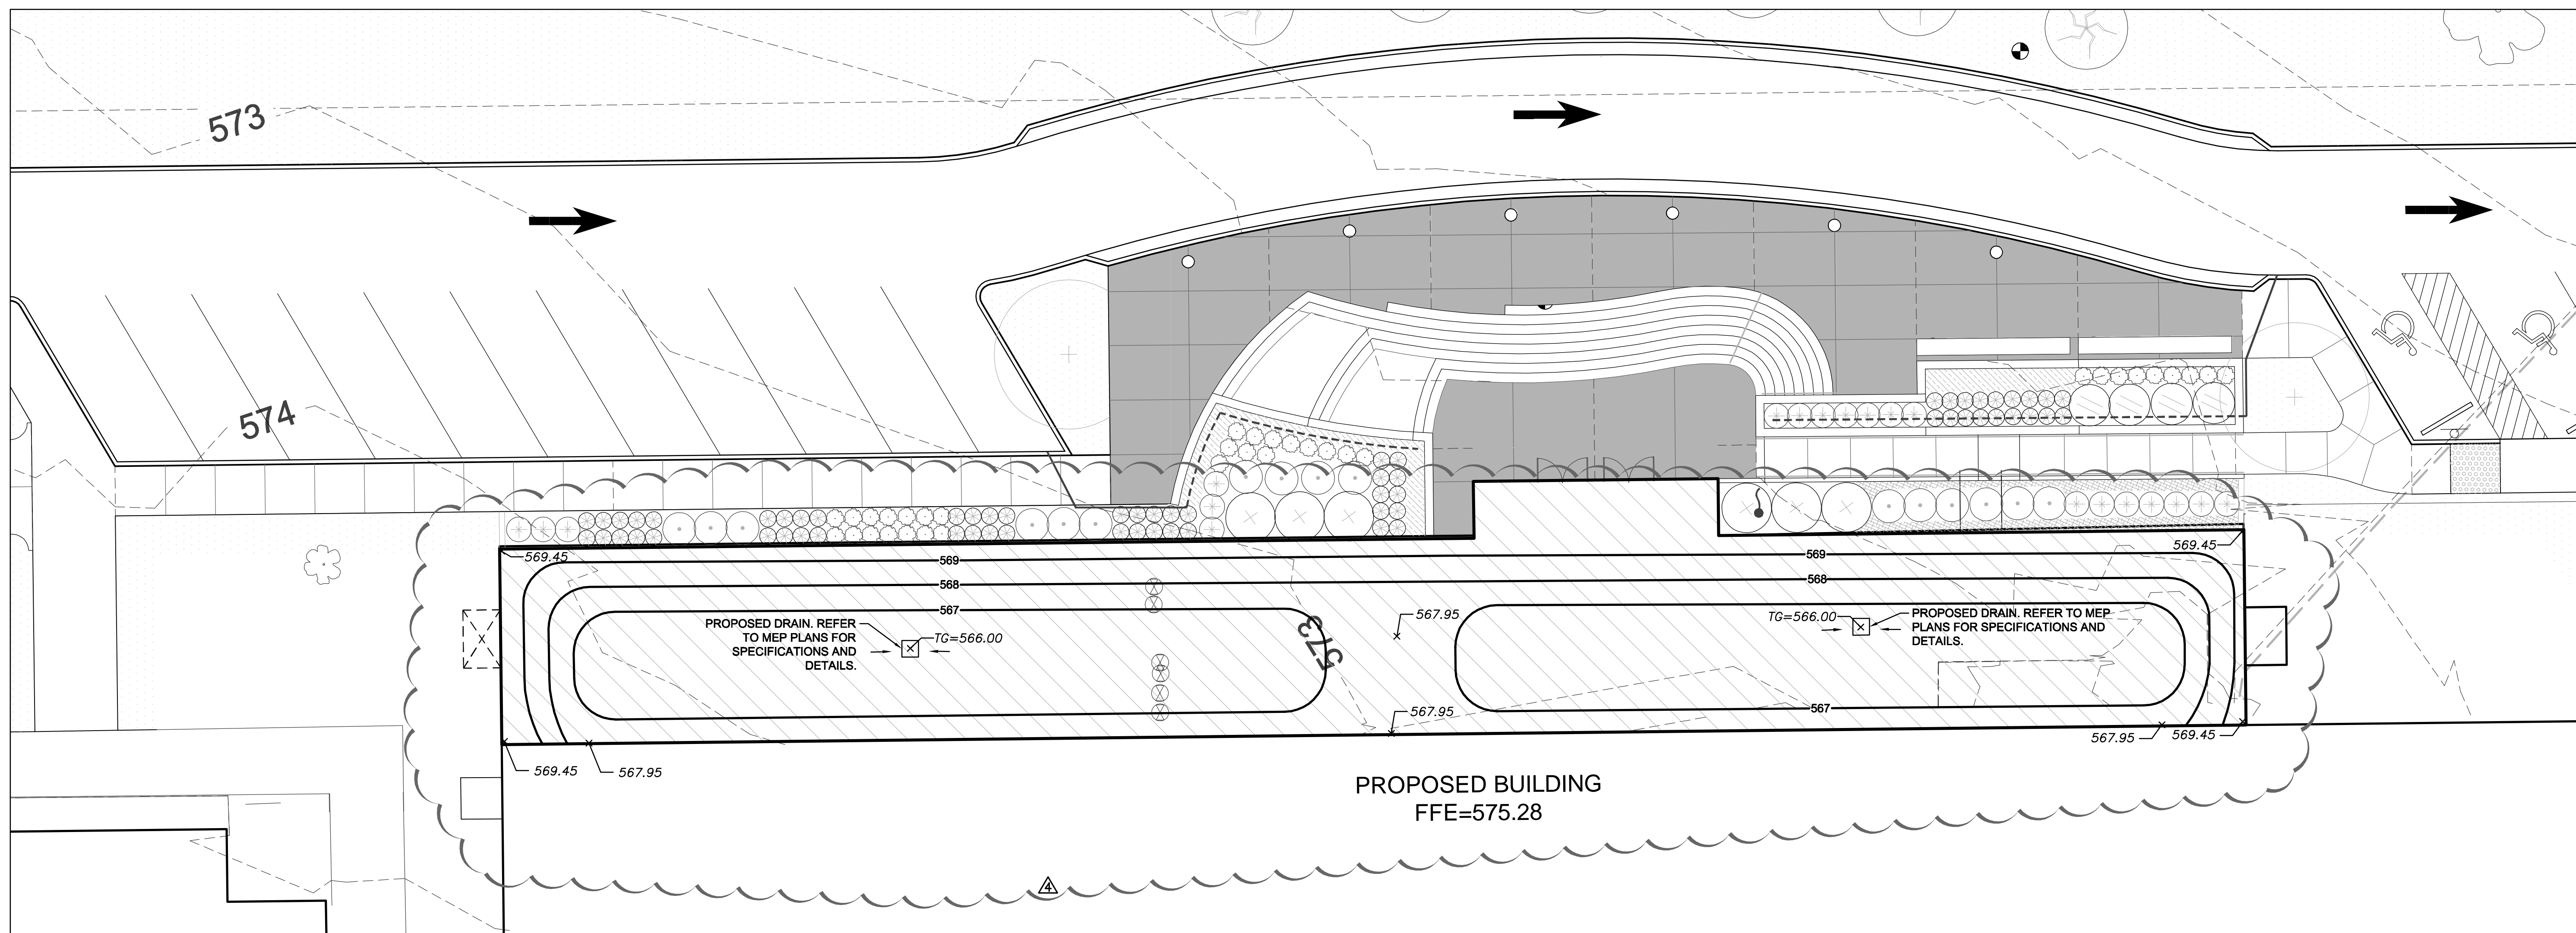 573
574
569.45
569
569
569.45
568
568
567
567.95
PROPOSED DRAIN. REFER
TO MEP PLANS FOR
SPECIFICATIONS AND
DETAILS.
TG=566.00
573
TG=566.00
PROPOSED DRAIN. REFER TO MEP
PLANS FOR SPECIFICATIONS AND
DETAILS.
567.95
567
569.45
567.95
567.95
569.45
PROPOSED BUILDING
FFE=575.28
4